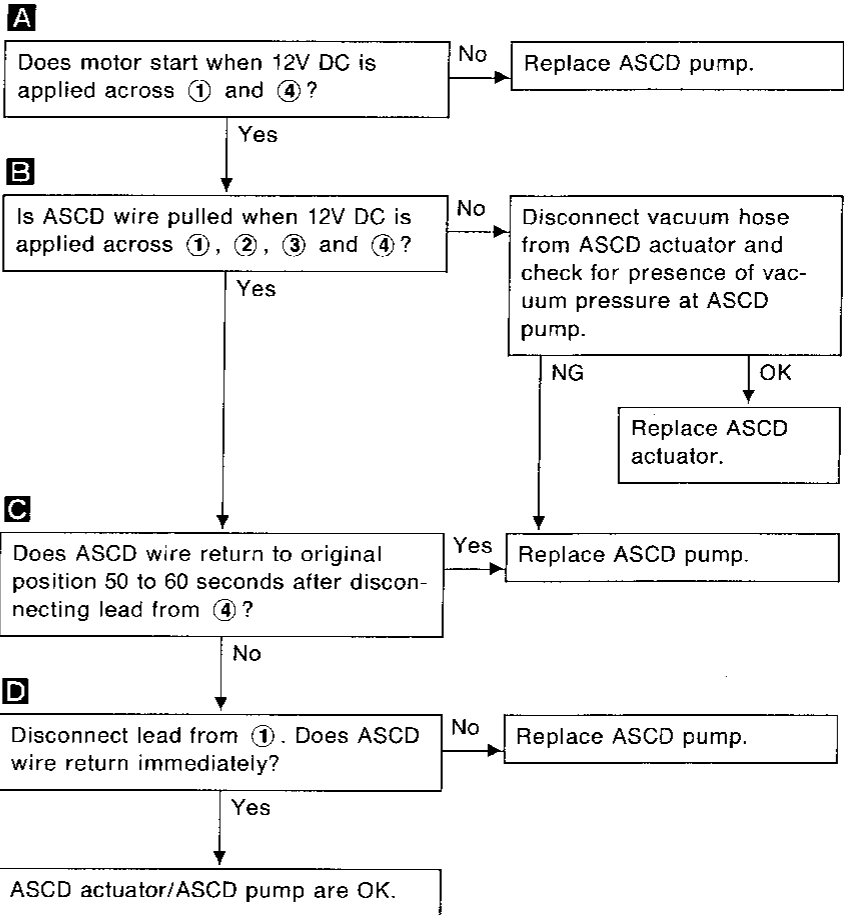 A
Does motor start when 12V DC is
applied across ① and ④?
No
Replace ASCD pump.
Yes
B
Is ASCD wire pulled when 12V DC is
applied across ①, ②, ③ and ④?
No
Disconnect vacuum hose
from ASCD actuator and
check for presence of vac-
uum pressure at ASCD
pump.
Yes
NG
OK
Replace ASCD
actuator.
C
Does ASCD wire return to original
position 50 to 60 seconds after discon-
necting lead from ④?
Yes
Replace ASCD pump.
No
D
Disconnect lead from ①. Does ASCD
wire return immediately?
No
Replace ASCD pump.
Yes
ASCD actuator/ASCD pump are OK.